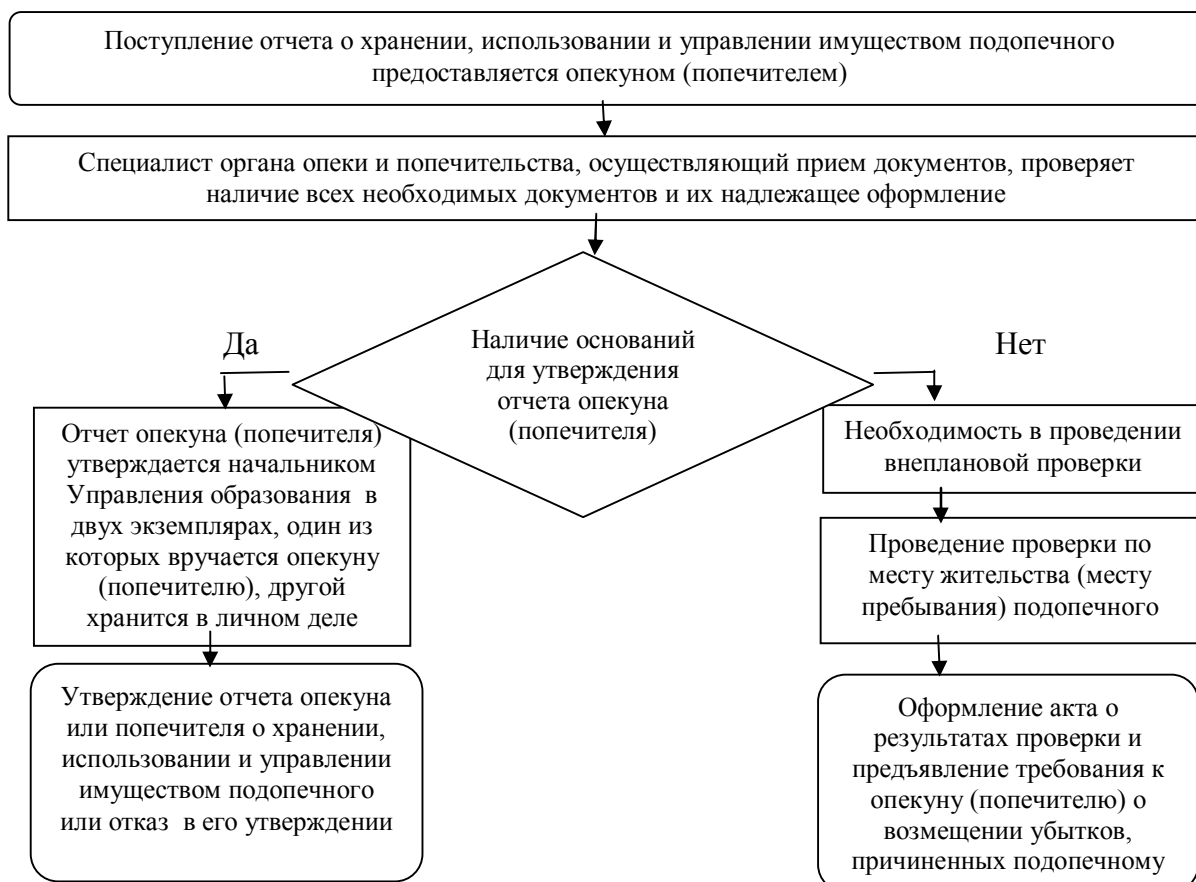 Поступление отчета о хранении, использовании и управлении имуществом подопечного
предоставляется опекуном (попечителем)
Специалист органа опеки и попечительства, осуществляющий прием документов, проверяет
наличие всех необходимых документов и их надлежащее оформление
Наличие оснований
для утверждения
отчета опекуна
(попечителя)
Да
Отчет опекуна (попечителя)
утверждается начальником
Управления образования в
двух экземплярах, один из
которых вручается опекуну
(попечителю), другой
хранится в личном деле
Утверждение отчета опекуна
или попечителя о хранении,
использовании и управлении
имуществом подопечного
или отказ в его утверждении
Нет
Необходимость в проведении
внеплановой проверки
Проведение проверки по
месту жительства (месту
пребывания) подопечного
Оформление акта о
результатах проверки и
предъявление требования к
опекуну (попечителю) о
возмещении убытков,
причиненных подопечному